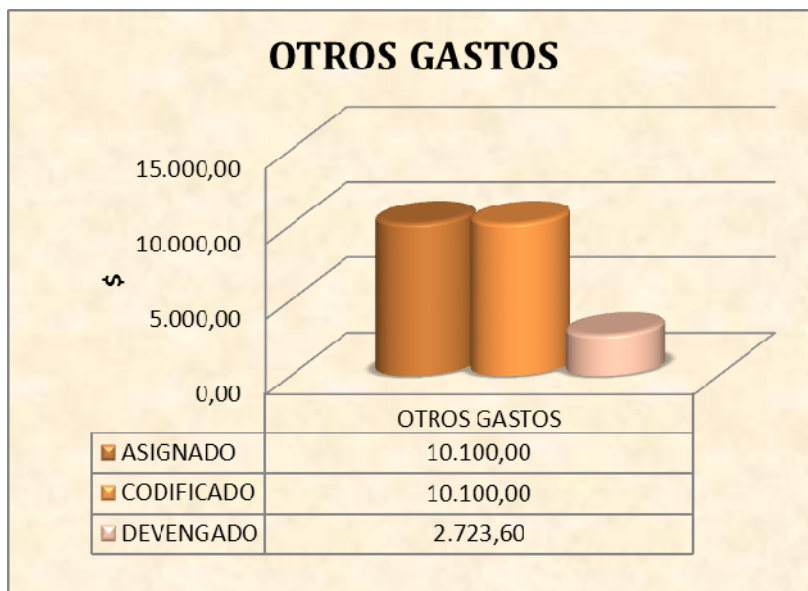 OTROS GASTOS
15.000,00
10.000,00
5.000,00
0,00
$
OTROS GASTOS
ASIGNADO 10.100,00
CODIFICADO 10.100,00
DEVENGADO 2.723,60